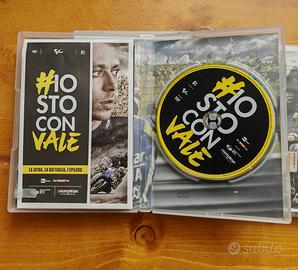 #IO
STO
CON
VALE
LA SFIDA, LA BATTAGLIA, L'EPILOGO
#IO
STO
CON
VALE
subito